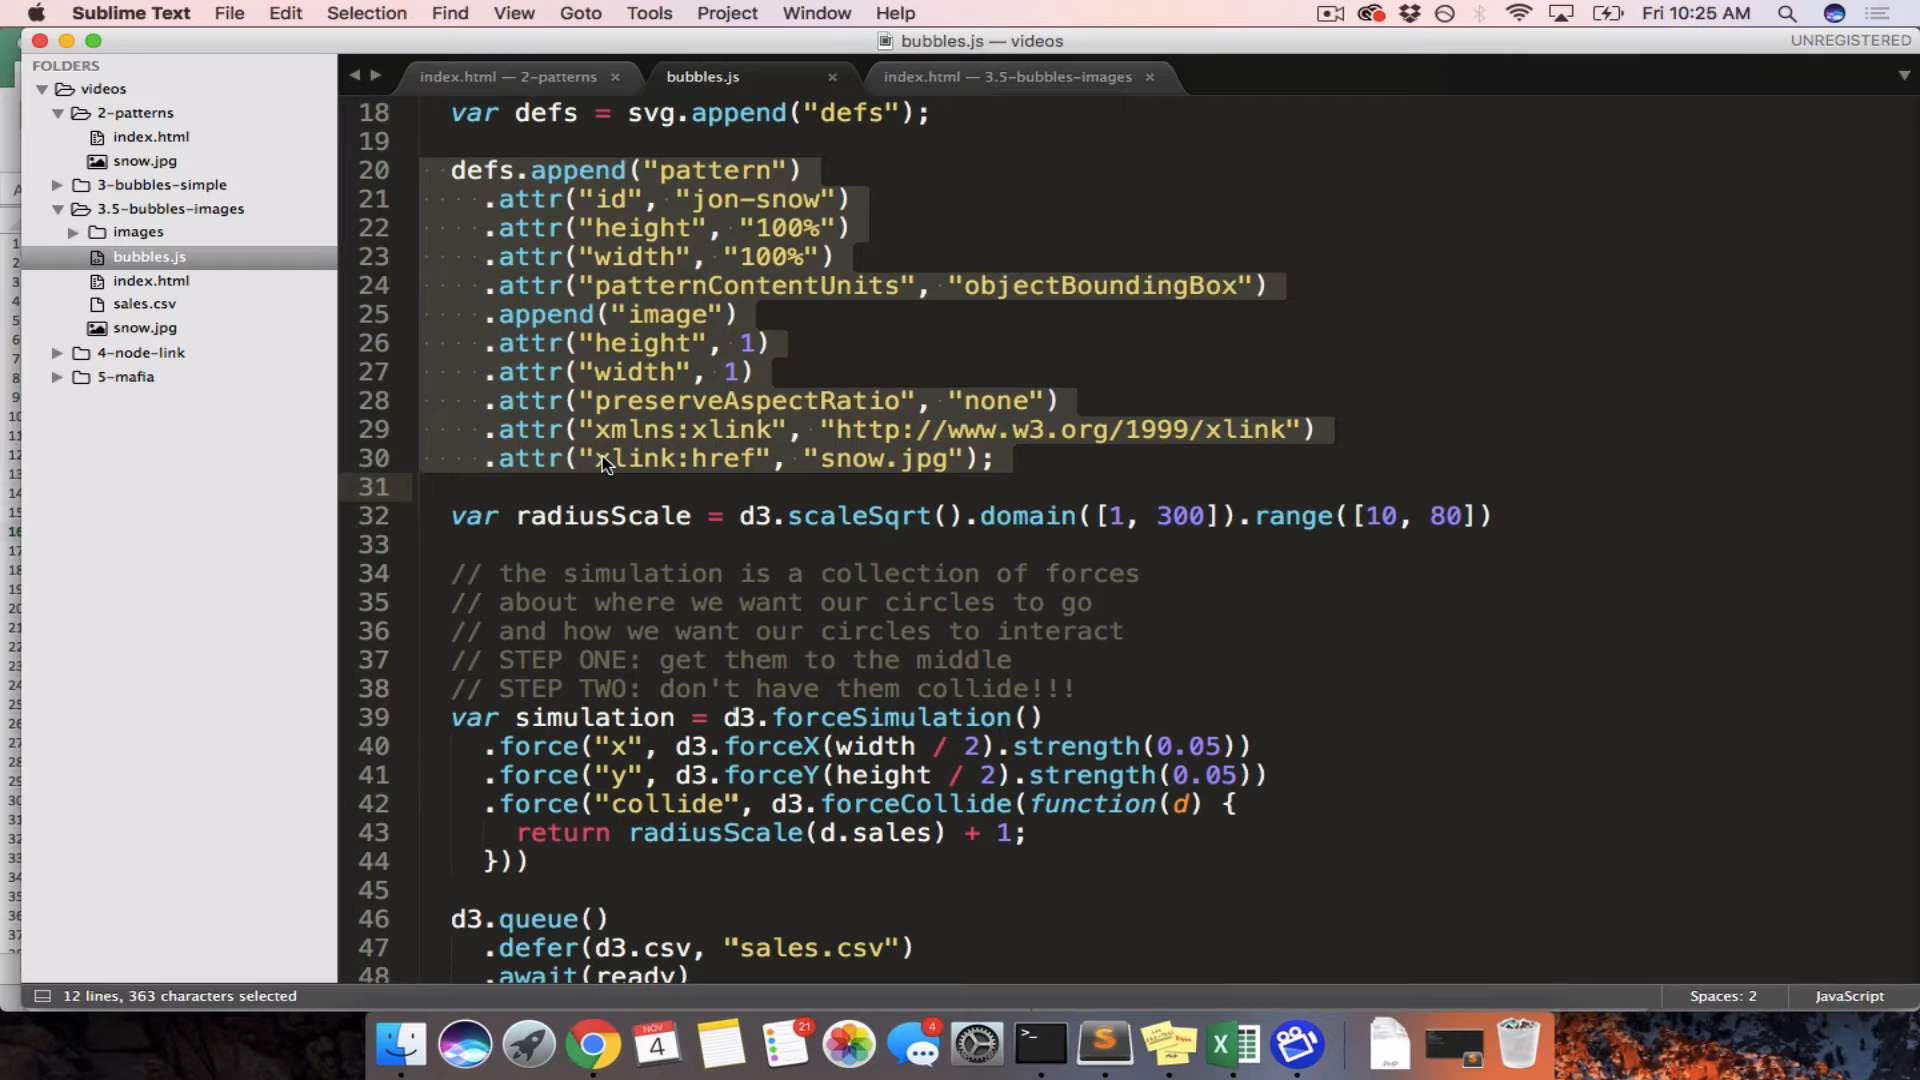 Sublime Text File Edit Selection Find View Goto Tools Project Window Help Fri 10:25 AM
bubbles.js — videos UNREGISTERED
FOLDERS
videos
2-patterns
index.html
snow.jpg
3-bubbles-simple
3.5-bubbles-images
images
bubbles.js
index.html
sales.csv
snow.jpg
4-node-link
5-mafia
index.html — 2-patterns × bubbles.js × index.html — 3.5-bubbles-images ×
18 var defs = svg.append("defs");
19
20 defs.append("pattern")
21 .attr("id", "jon-snow")
22 .attr("height", "100%")
23 .attr("width", "100%")
24 .attr("patternContentUnits", "objectBoundingBox")
25 .append("image")
26 .attr("height", 1)
27 .attr("width", 1)
28 .attr("preserveAspectRatio", "none")
29 .attr("xmlns:xlink", "http://www.w3.org/1999/xlink")
30 .attr("xlink:href", "snow.jpg");
31
32 var radiusScale = d3.scaleSqrt().domain([1, 300]).range([10, 80])
33
34 // the simulation is a collection of forces
35 // about where we want our circles to go
36 // and how we want our circles to interact
37 // STEP ONE: get them to the middle
38 // STEP TWO: don't have them collide!!!
39 var simulation = d3.forceSimulation()
40 .force("x", d3.forceX(width / 2).strength(0.05))
41 .force("y", d3.forceY(height / 2).strength(0.05))
42 .force("collide", d3.forceCollide(function(d) {
43 return radiusScale(d.sales) + 1;
44 }))
45
46 d3.queue()
47 .defer(d3.csv, "sales.csv")
48 .await(ready)
12 lines, 363 characters selected Spaces: 2 JavaScript
NOV
4
21
4
PHP